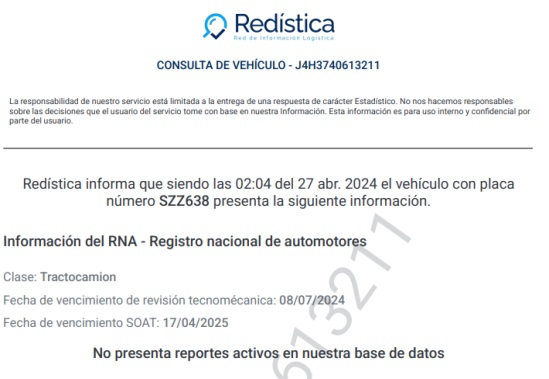 Redística
Red de Información Logística
CONSULTA DE VEHÍCULO - J4H3740613211
La responsabilidad de nuestro servicio está limitada a la entrega de una respuesta de carácter Estadístico. No nos hacemos responsables
sobre las decisiones que el usuario del servicio tome con base en nuestra Información. Esta información es para uso interno y confidencial por
parte del usuario.
Redística informa que siendo las 02:04 del 27 abr. 2024 el vehículo con placa
número SZZ638 presenta la siguiente información.
Información del RNA - Registro nacional de automotores
Clase: Tractocamion
Fecha de vencimiento de revisión tecnomécanica: 08/07/2024
Fecha de vencimiento SOAT: 17/04/2025
No presenta reportes activos en nuestra base de datos
613211